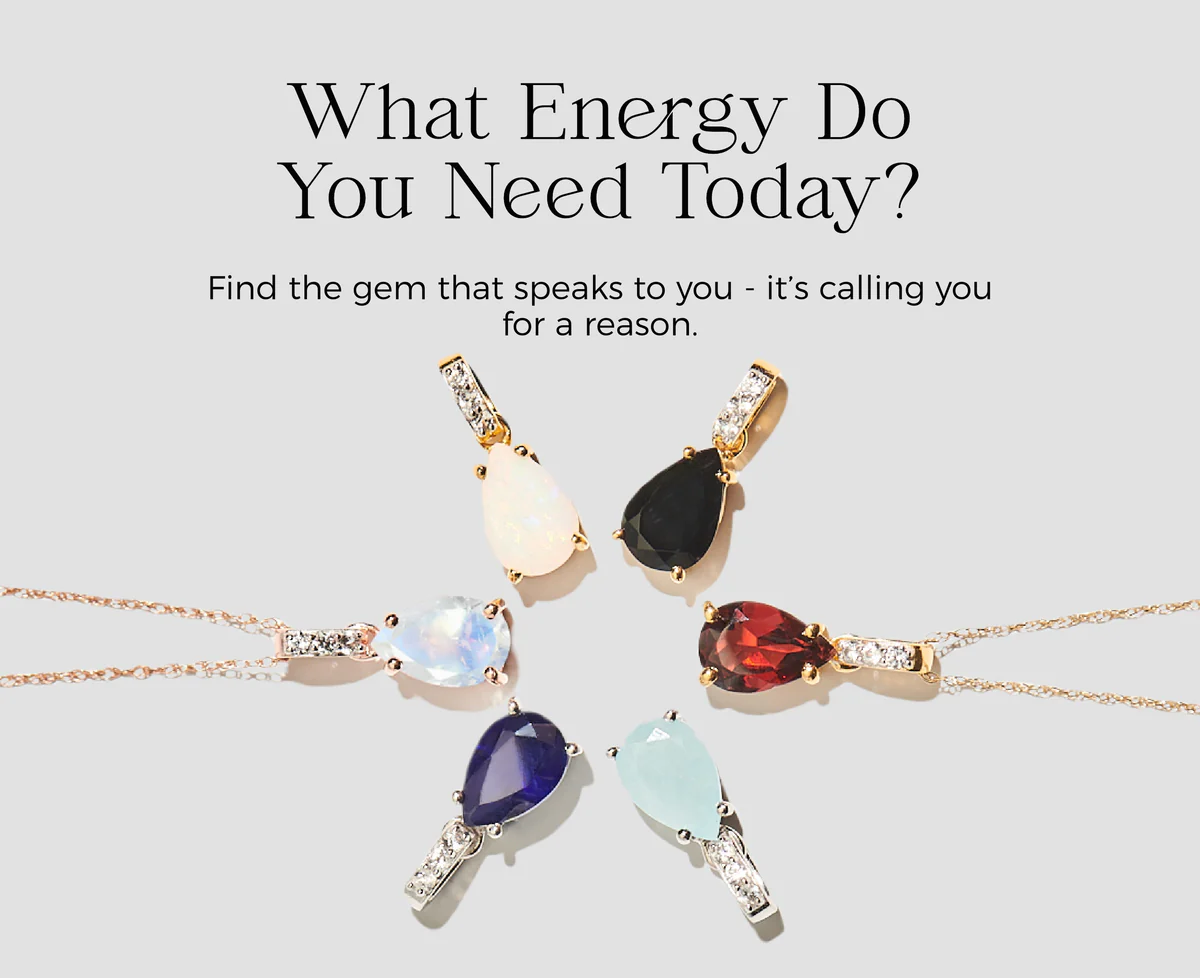 What Energy Do
You Need Today?
Find the gem that speaks to you - it’s calling you
for a reason.